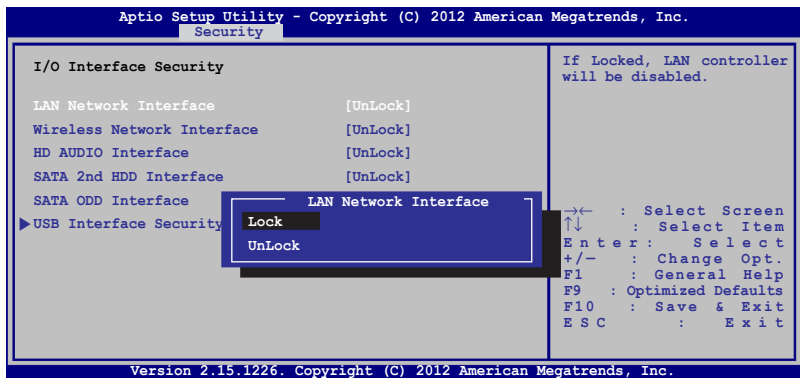 Aptio Setup Utility - Copyright (C) 2012 American Megatrends, Inc.
Security
I/O Interface Security
LAN Network Interface [UnLock]
Wireless Network Interface [UnLock]
HD AUDIO Interface [UnLock]
SATA 2nd HDD Interface [UnLock]
SATA ODD Interface
USB Interface Security
LAN Network Interface
Lock
UnLock
If Locked, LAN controller
will be disabled.
→← : Select Screen
↑↓ : Select Item
Enter: Select
+/— : Change Opt.
F1 : General Help
F9 : Optimized Defaults
F10 : Save & Exit
ESC : Exit
Version 2.15.1226. Copyright (C) 2012 American Megatrends, Inc.